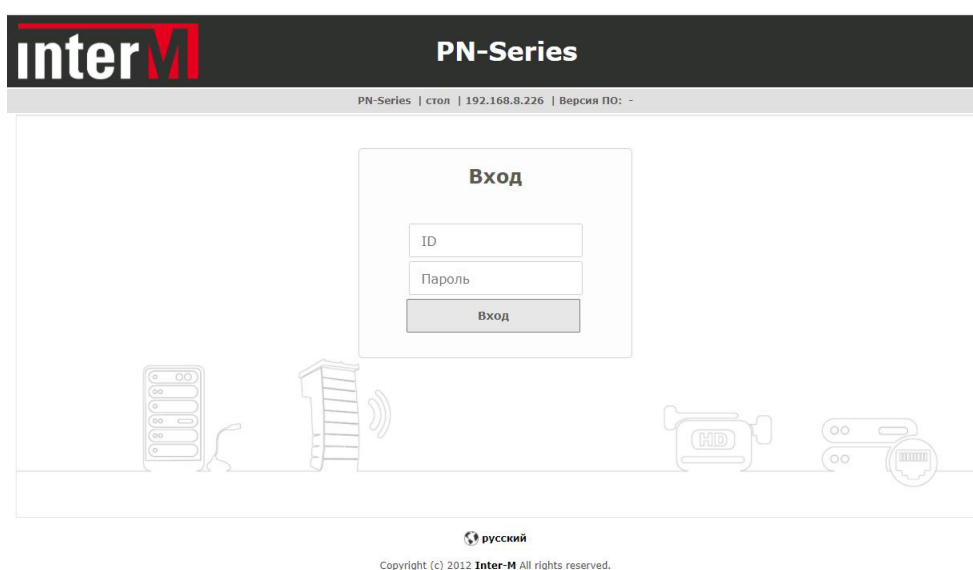 inter M
PN-Series
PN-Series | стол | 192.168.8.226 | Версия ПО: -
Вход
ID
Пароль
Вход
HD
русский
Copyright (c) 2012 Inter-M All rights reserved.